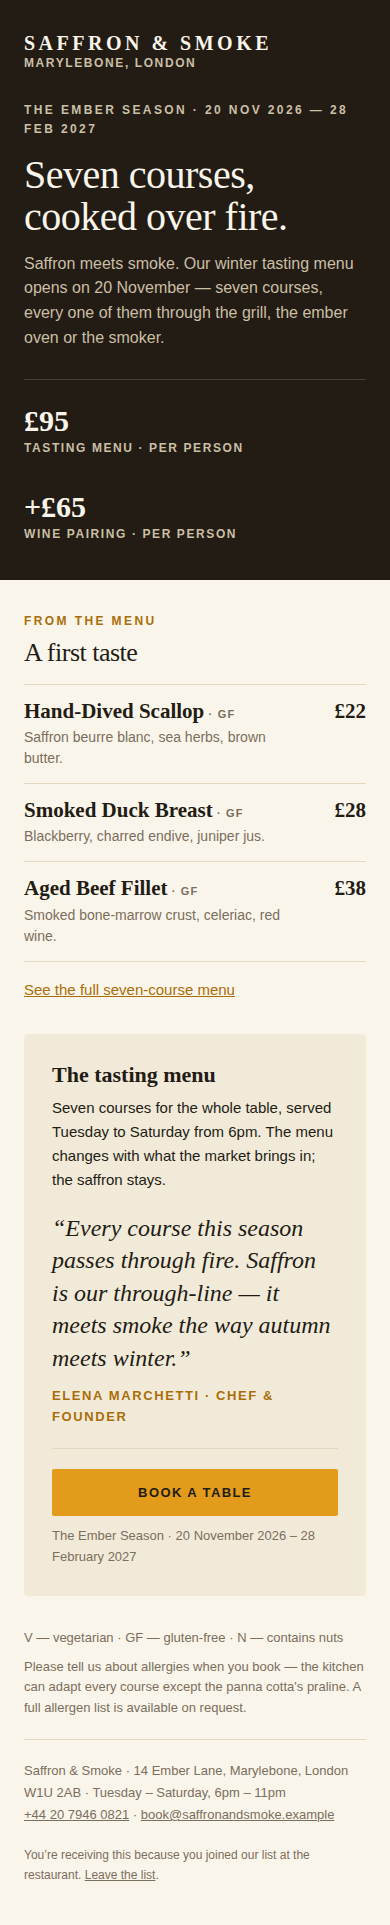 SAFFRON & SMOKE
MARYLEBONE, LONDON
THE EMBER SEASON · 20 NOV 2026 — 28
FEB 2027
Seven courses,
cooked over fire.
Saffron meets smoke. Our winter tasting menu
opens on 20 November — seven courses,
every one of them through the grill, the ember
oven or the smoker.
£95
TASTING MENU · PER PERSON
+£65
WINE PAIRING · PER PERSON
FROM THE MENU
A first taste
Hand-Dived Scallop · GF £22
Saffron beurre blanc, sea herbs, brown
butter.
Smoked Duck Breast · GF £28
Blackberry, charred endive, juniper jus.
Aged Beef Fillet · GF £38
Smoked bone-marrow crust, celeriac, red
wine.
See the full seven-course menu
The tasting menu
Seven courses for the whole table, served
Tuesday to Saturday from 6pm. The menu
changes with what the market brings in;
the saffron stays.
“Every course this season
passes through fire. Saffron
is our through-line — it
meets smoke the way autumn
meets winter.”
ELENA MARCHETTI · CHEF &
FOUNDER
BOOK A TABLE
The Ember Season · 20 November 2026 – 28
February 2027
V — vegetarian · GF — gluten-free · N — contains nuts
Please tell us about allergies when you book — the kitchen
can adapt every course except the panna cotta's praline. A
full allergen list is available on request.
Saffron & Smoke · 14 Ember Lane, Marylebone, London
W1U 2AB · Tuesday – Saturday, 6pm – 11pm
+44 20 7946 0821 · book@saffronandsmoke.example
You’re receiving this because you joined our list at the
restaurant. Leave the list.